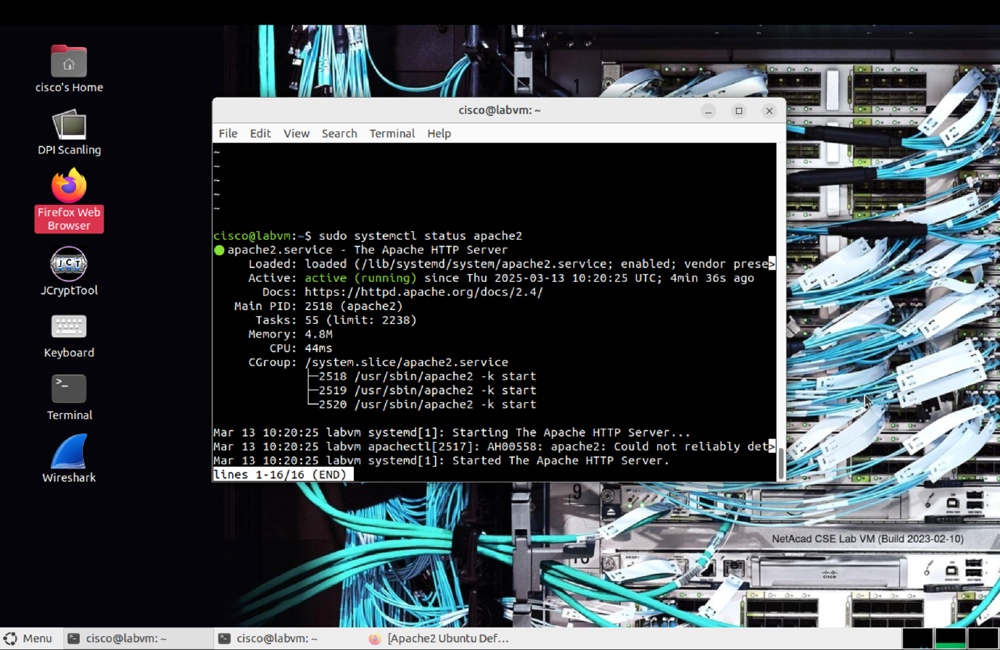 cisco's Home
DPI Scanling
Firefox Web
Browser
JCT
JCryptTool
Keyboard
>_
Terminal
Wireshark
cisco@labvm: ~
File Edit View Search Terminal Help
~
~
~
~
~
cisco@labvm:~$ sudo systemctl status apache2
apache2.service - The Apache HTTP Server
Loaded: loaded (/lib/systemd/system/apache2.service; enabled; vendor prese>
Active: active (running) since Thu 2025-03-13 10:20:25 UTC; 4min 36s ago
Docs: https://httpd.apache.org/docs/2.4/
Main PID: 2518 (apache2)
Tasks: 55 (limit: 2238)
Memory: 4.8M
CPU: 44ms
CGroup: /system.slice/apache2.service
├─2518 /usr/sbin/apache2 -k start
├─2519 /usr/sbin/apache2 -k start
└─2520 /usr/sbin/apache2 -k start
Mar 13 10:20:25 labvm systemd[1]: Starting The Apache HTTP Server...
Mar 13 10:20:25 labvm apachectl[2517]: AH00558: apache2: Could not reliably det>
Mar 13 10:20:25 labvm systemd[1]: Started The Apache HTTP Server.
lines 1-16/16 (END)
1
9
10
NetAcad CSE Lab VM (Build 2023-02-10)
CISCO
Menu
cisco@labvm: ~
cisco@labvm: ~
[Apache2 Ubuntu Def...